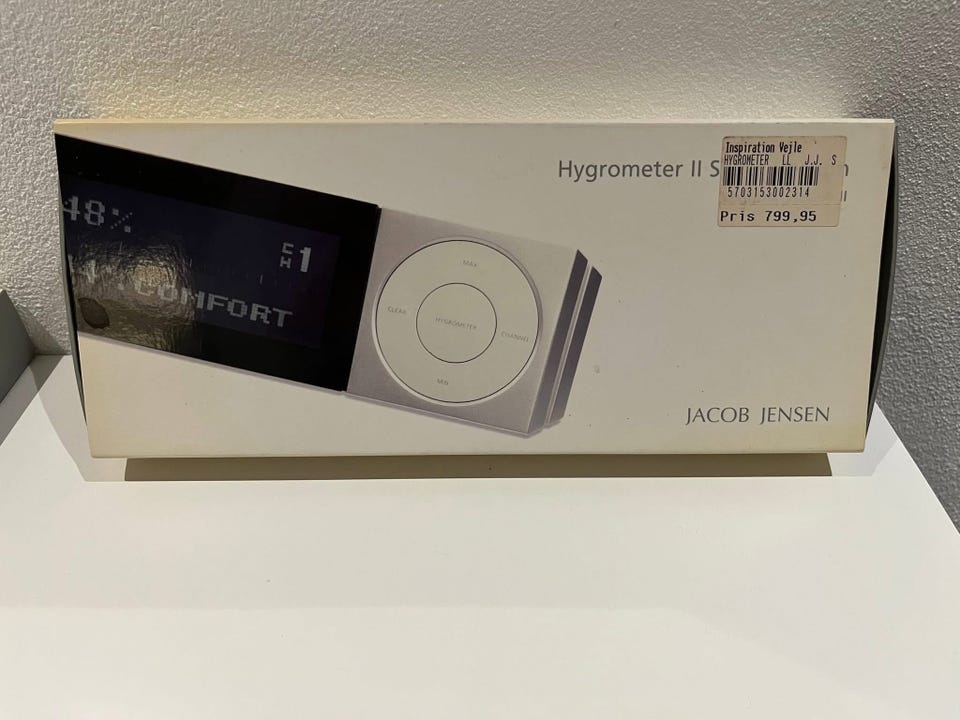 Hygrometer II
Inspiration Vejle
HYGROMETER LL J.J. S
5703153002314
Pris 799,95
48%
CH 1
COMFORT
MAX
CLEAR
HYGROMETER
CHANNEL
MIN
JACOB JENSEN